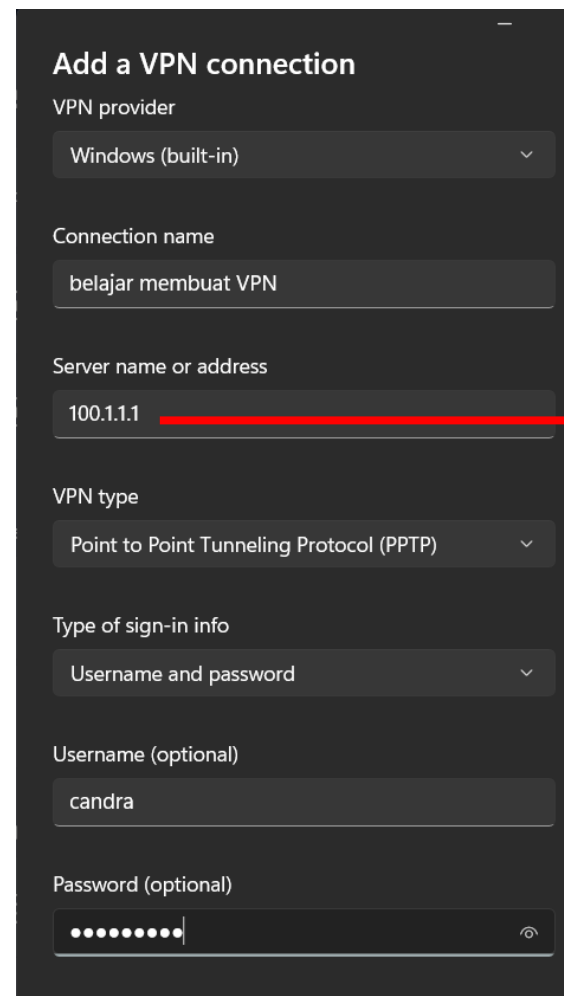 Add a VPN connection
VPN provider
Windows (built-in)
Connection name
belajar membuat VPN
Server name or address
100.1.1.1
VPN type
Point to Point Tunneling Protocol (PPTP)
Type of sign-in info
Username and password
Username (optional)
candra
Password (optional)
●●●●●●●●●